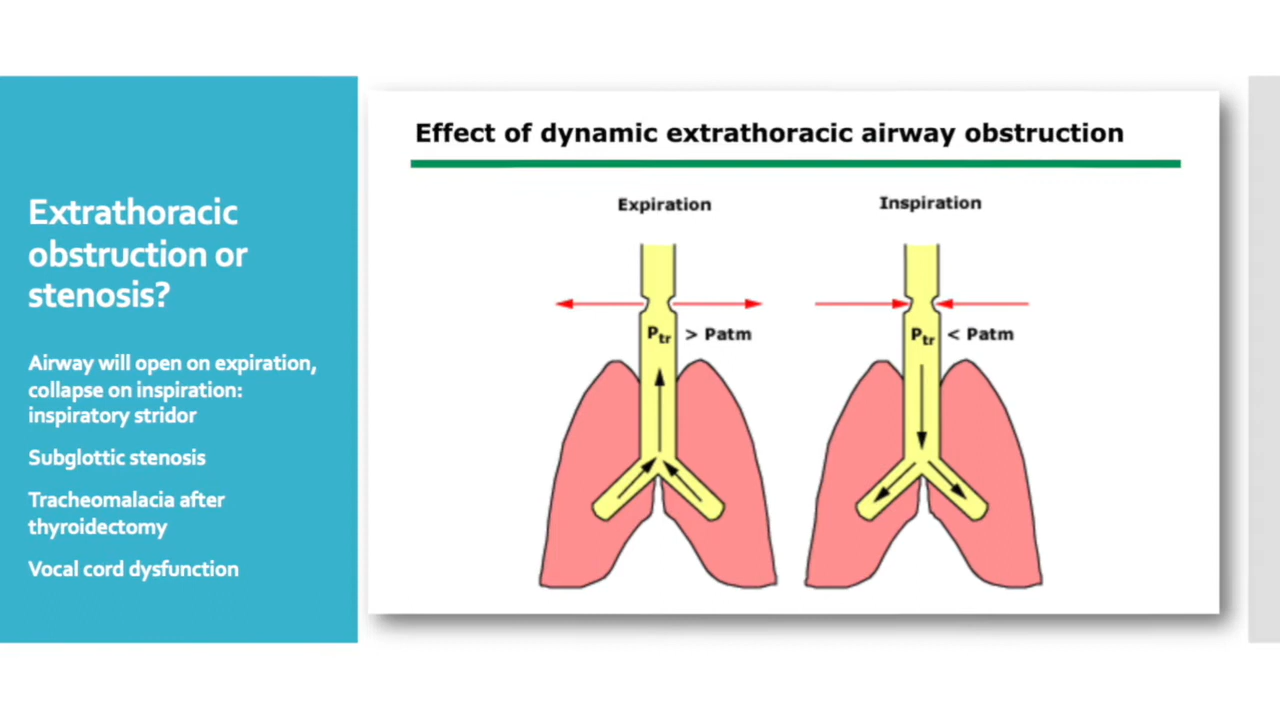 Extrathoracic
obstruction or
stenosis?
Airway will open on expiration,
collapse on inspiration:
inspiratory stridor
Subglottic stenosis
Tracheomalacia after
thyroidectomy
Vocal cord dysfunction
Effect of dynamic extrathoracic airway obstruction
Expiration
Inspiration
Ptr > Patm
Ptr < Patm